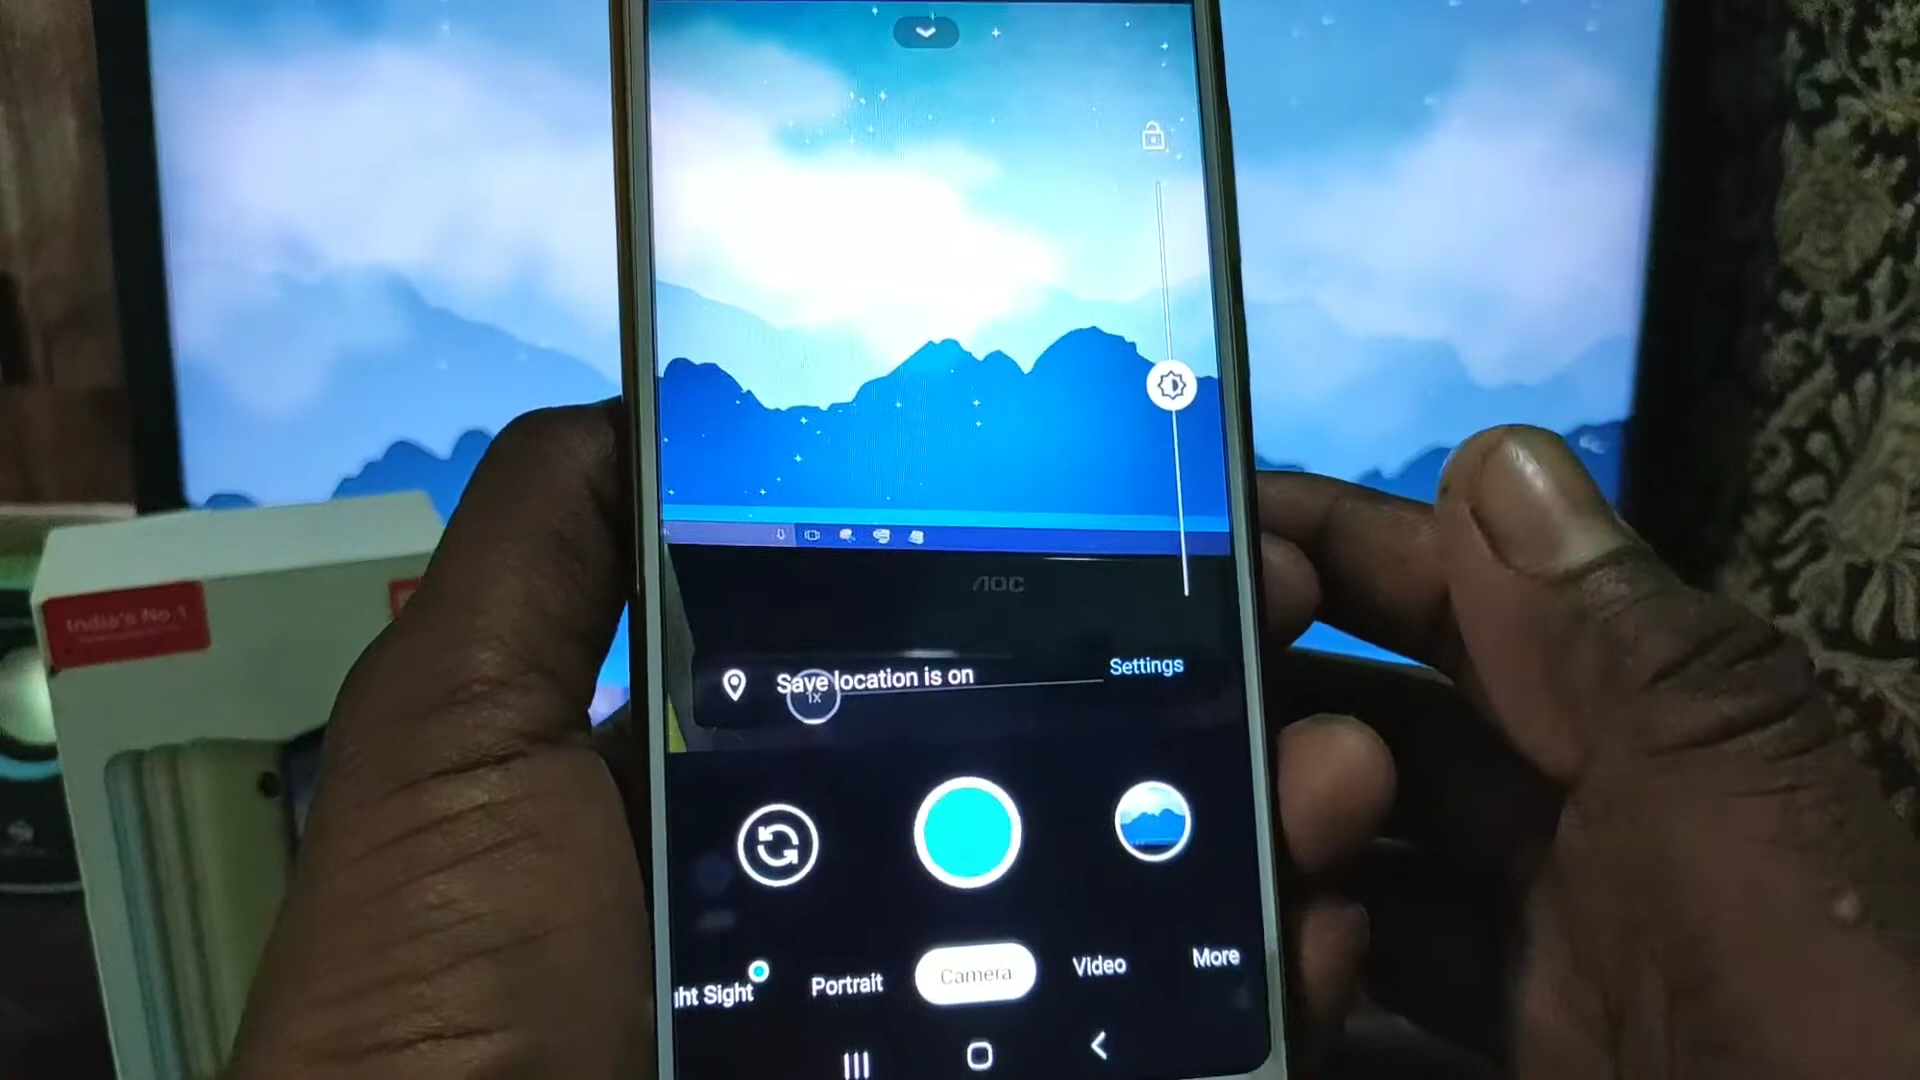 India's No.1
AOC
Save location is on
Settings
1x
ht Sight
Portrait
Camera
Video
More